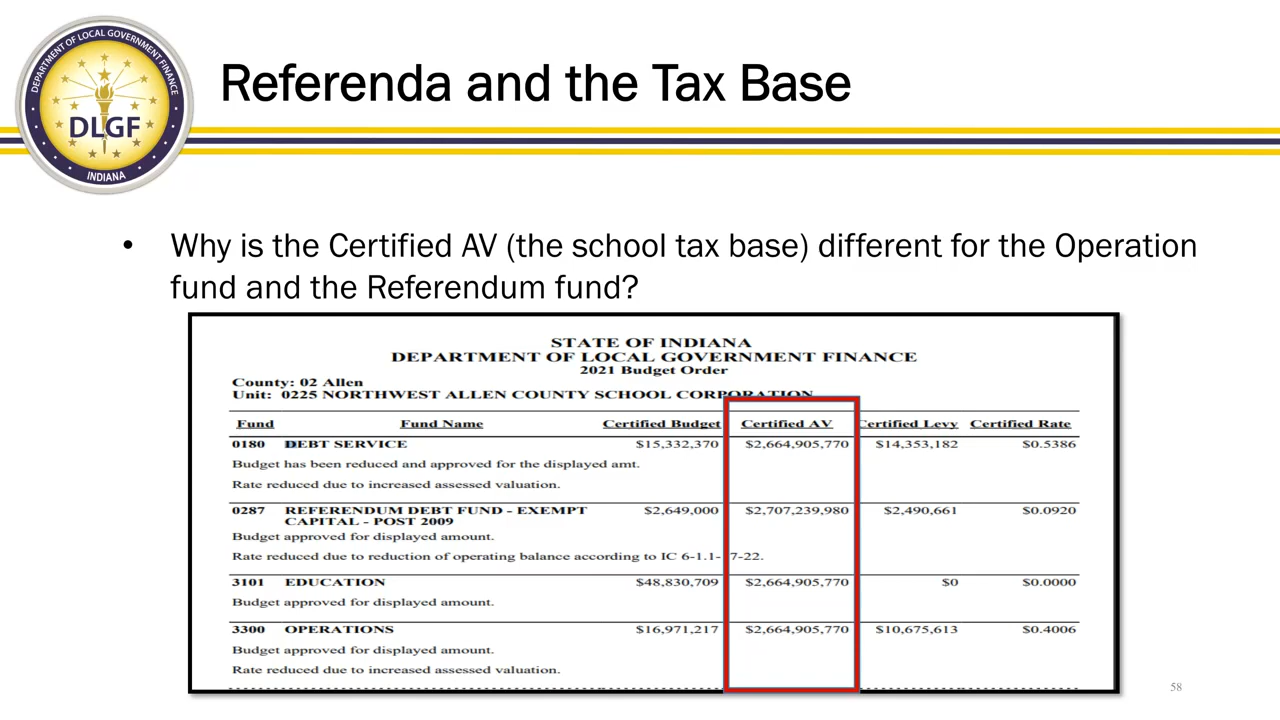 DEPARTMENT OF LOCAL GOVERNMENT FINANCE
DLGF
INDIANA
Referenda and the Tax Base
• Why is the Certified AV (the school tax base) different for the Operation
fund and the Referendum fund?
STATE OF INDIANA
DEPARTMENT OF LOCAL GOVERNMENT FINANCE
2021 Budget Order
County: 02 Allen
Unit: 0225 NORTHWEST ALLEN COUNTY SCHOOL CORPORATION
Fund Fund Name Certified Budget Certified AV Certified Levy Certified Rate
0180 DEBT SERVICE $15,332,370 $2,664,905,770 $14,353,182 $0.5386
Budget has been reduced and approved for the displayed amt.
Rate reduced due to increased assessed valuation.
0287 REFERENDUM DEBT FUND - EXEMPT $2,649,000 $2,707,239,980 $2,490,661 $0.0920
CAPITAL - POST 2009
Budget approved for displayed amount.
Rate reduced due to reduction of operating balance according to IC 6-1.1-17-22.
3101 EDUCATION $48,830,709 $2,664,905,770 $0 $0.0000
Budget approved for displayed amount.
3300 OPERATIONS $16,971,217 $2,664,905,770 $10,675,613 $0.4006
Budget approved for displayed amount.
Rate reduced due to increased assessed valuation.
58